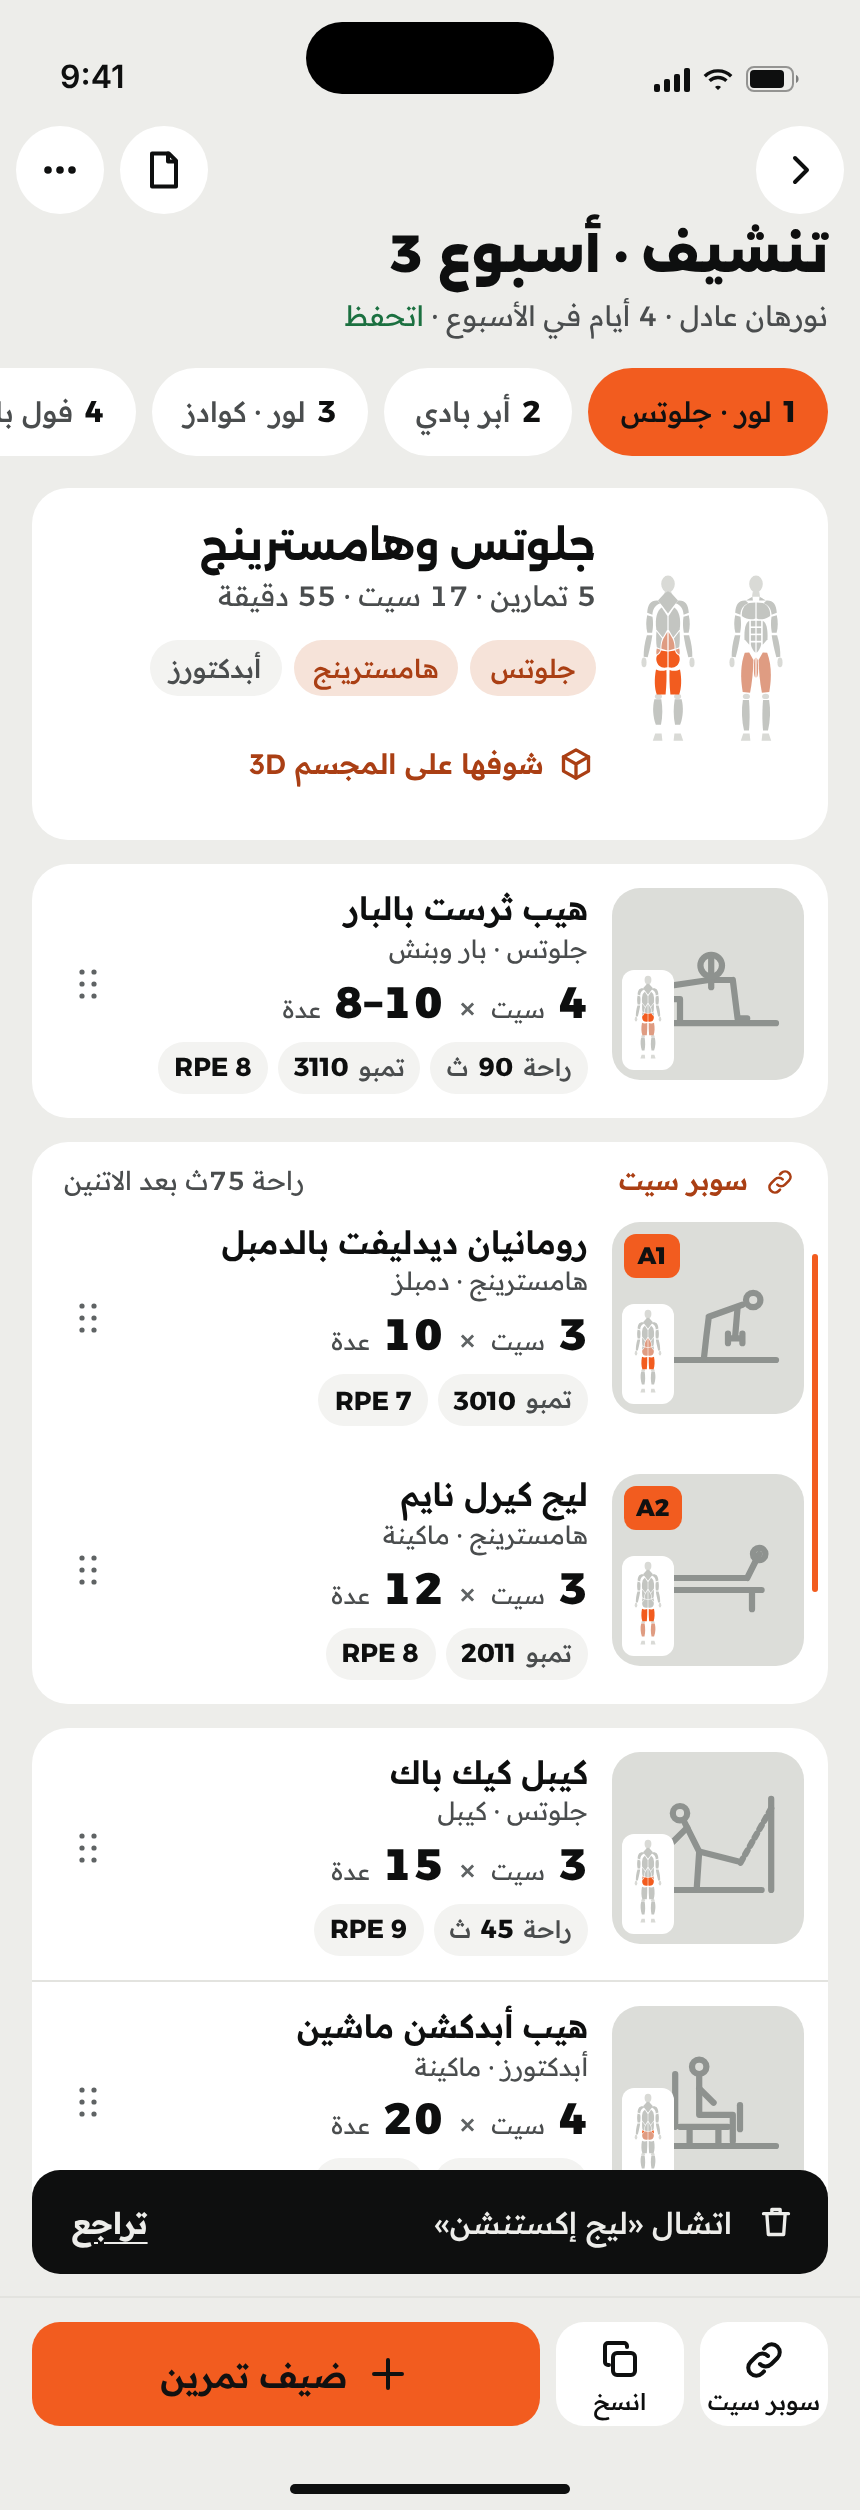 9:41
تنشيف · أسبوع 3
نورهان عادل · 4 أيام في الأسبوع · اتحفظ
1 لور · جلوتس
2 أبر بادي
3 لور · كوادز
4 فول
جلوتس وهامسترينج
5 تمارين · 17 سيت · 55 دقيقة
جلوتس
هامسترينج
أبدكتورز
شوفها على المجسم 3D
هيب ثرست بالبار
جلوتس · بار وبنش
4 سيت × 8–10 عدة
راحة 90 ث
تمبو 3110
RPE 8
سوبر سيت
راحة 75ث بعد الاتنين
A1
رومانيان ديدليفت بالدمبل
هامسترينج · دمبلز
3 سيت × 10 عدة
تمبو 3010
RPE 7
A2
ليج كيرل نايم
هامسترينج · ماكينة
3 سيت × 12 عدة
تمبو 2011
RPE 8
كيبل كيك باك
جلوتس · كيبل
3 سيت × 15 عدة
راحة 45 ث
RPE 9
هيب أبدكشن ماشين
أبدكتورز · ماكينة
4 سيت × 20 عدة
اتشال «ليج إكستنشن»
تراجع
سوبر سيت
انسخ
ضيف تمرين